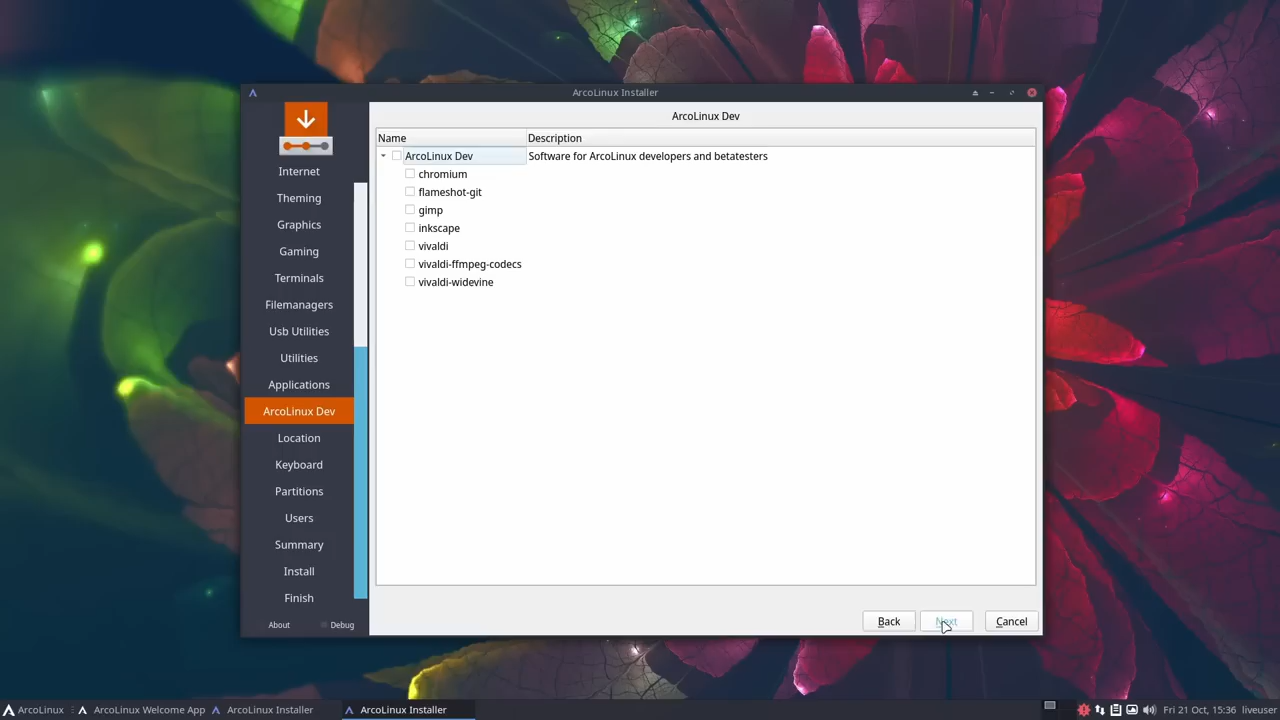 ArcoLinux Installer
ArcoLinux Dev
Name Description
ArcoLinux Dev Software for ArcoLinux developers and betatesters
chromium
flameshot-git
gimp
inkscape
vivaldi
vivaldi-ffmpeg-codecs
vivaldi-widevine
Internet
Theming
Graphics
Gaming
Terminals
Filemanagers
Usb Utilities
Utilities
Applications
ArcoLinux Dev
Location
Keyboard
Partitions
Users
Summary
Install
Finish
About Debug
Back Next Cancel
ArcoLinux ArcoLinux Welcome App ArcoLinux Installer ArcoLinux Installer Fri 21 Oct, 15:36 liveuser